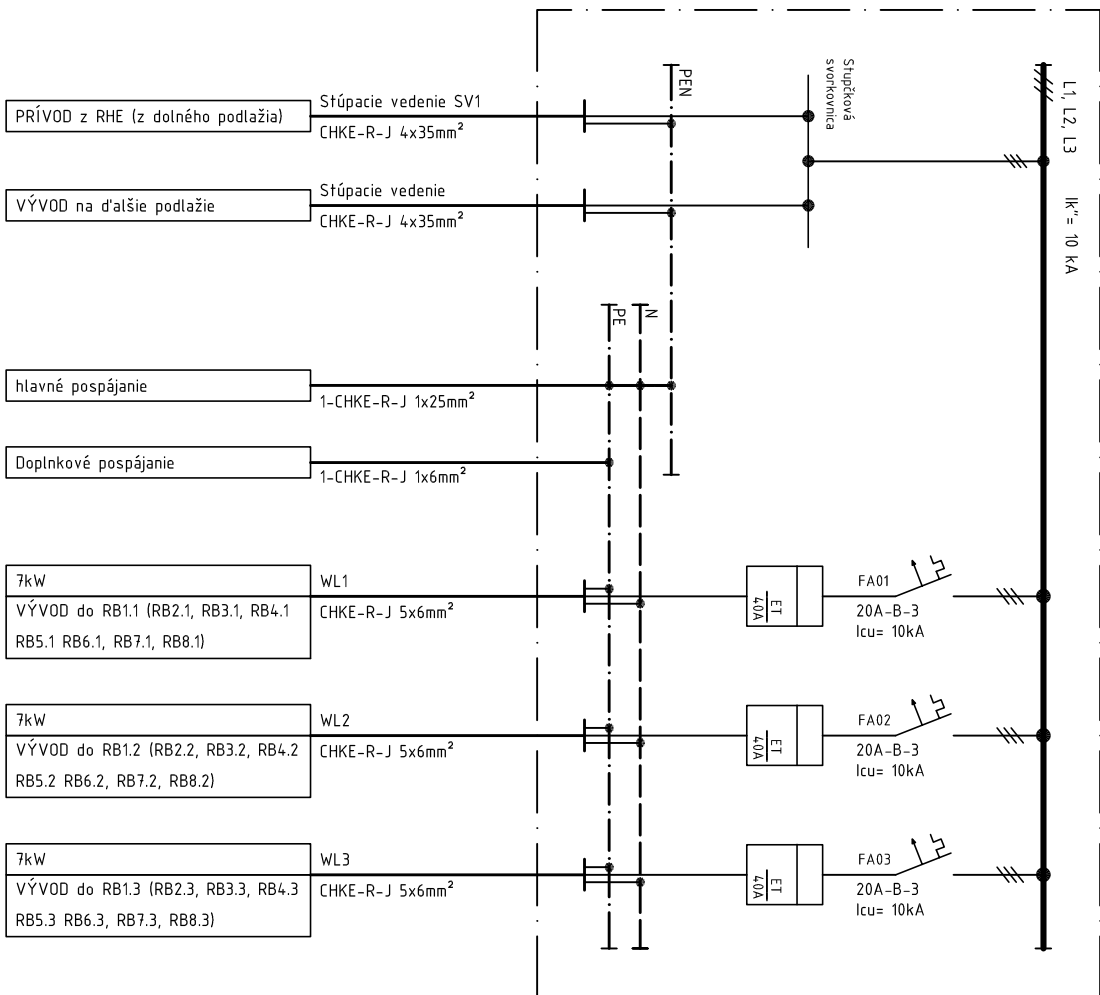 PRÍVOD z RHE (z dolného podlažia)
Stúpacie vedenie SV1
CHKE-R-J 4x35mm²
PEN
Stupčková
svorkovnica
L1, L2, L3
Ik''= 10 kA
VÝVOD na ďalšie podlažie
Stúpacie vedenie
CHKE-R-J 4x35mm²
PE
N
hlavné pospájanie
1-CHKE-R-J 1x25mm²
Doplnkové pospájanie
1-CHKE-R-J 1x6mm²
7kW
VÝVOD do RB1.1 (RB2.1, RB3.1, RB4.1
RB5.1 RB6.1, RB7.1, RB8.1)
WL1
CHKE-R-J 5x6mm²
ET
40A
FA01
20A-B-3
Icu= 10kA
7kW
VÝVOD do RB1.2 (RB2.2, RB3.2, RB4.2
RB5.2 RB6.2, RB7.2, RB8.2)
WL2
CHKE-R-J 5x6mm²
ET
40A
FA02
20A-B-3
Icu= 10kA
7kW
VÝVOD do RB1.3 (RB2.3, RB3.3, RB4.3
RB5.3 RB6.3, RB7.3, RB8.3)
WL3
CHKE-R-J 5x6mm²
ET
40A
FA03
20A-B-3
Icu= 10kA